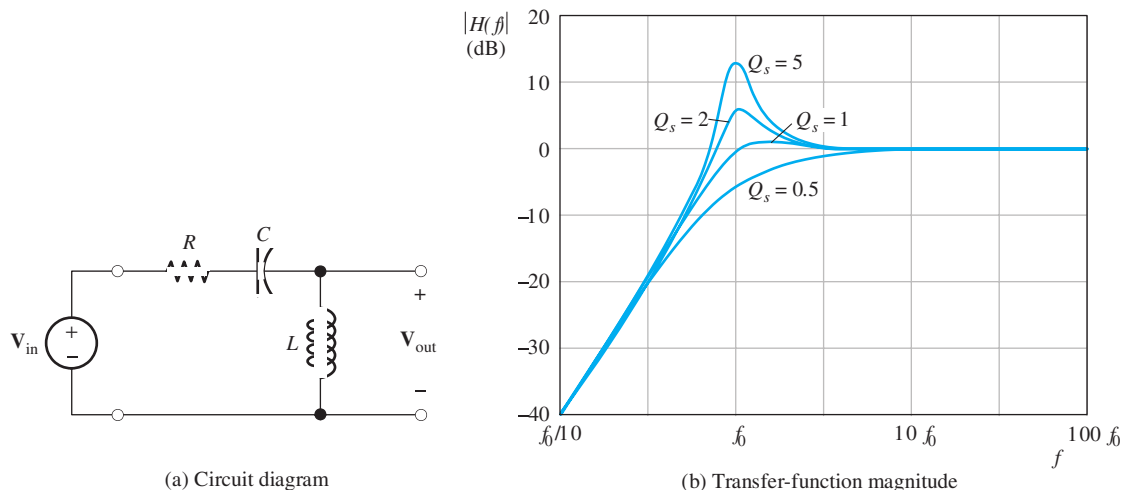 |H(f)|
(dB)
20
10
0
–10
–20
–30
–40
Q_s = 5
Q_s = 2
Q_s = 1
Q_s = 0.5
f_0/10
f_0
10 f_0
100 f_0
f
R
C
V_in
+
–
L
+
V_out
–
(a) Circuit diagram
(b) Transfer-function magnitude